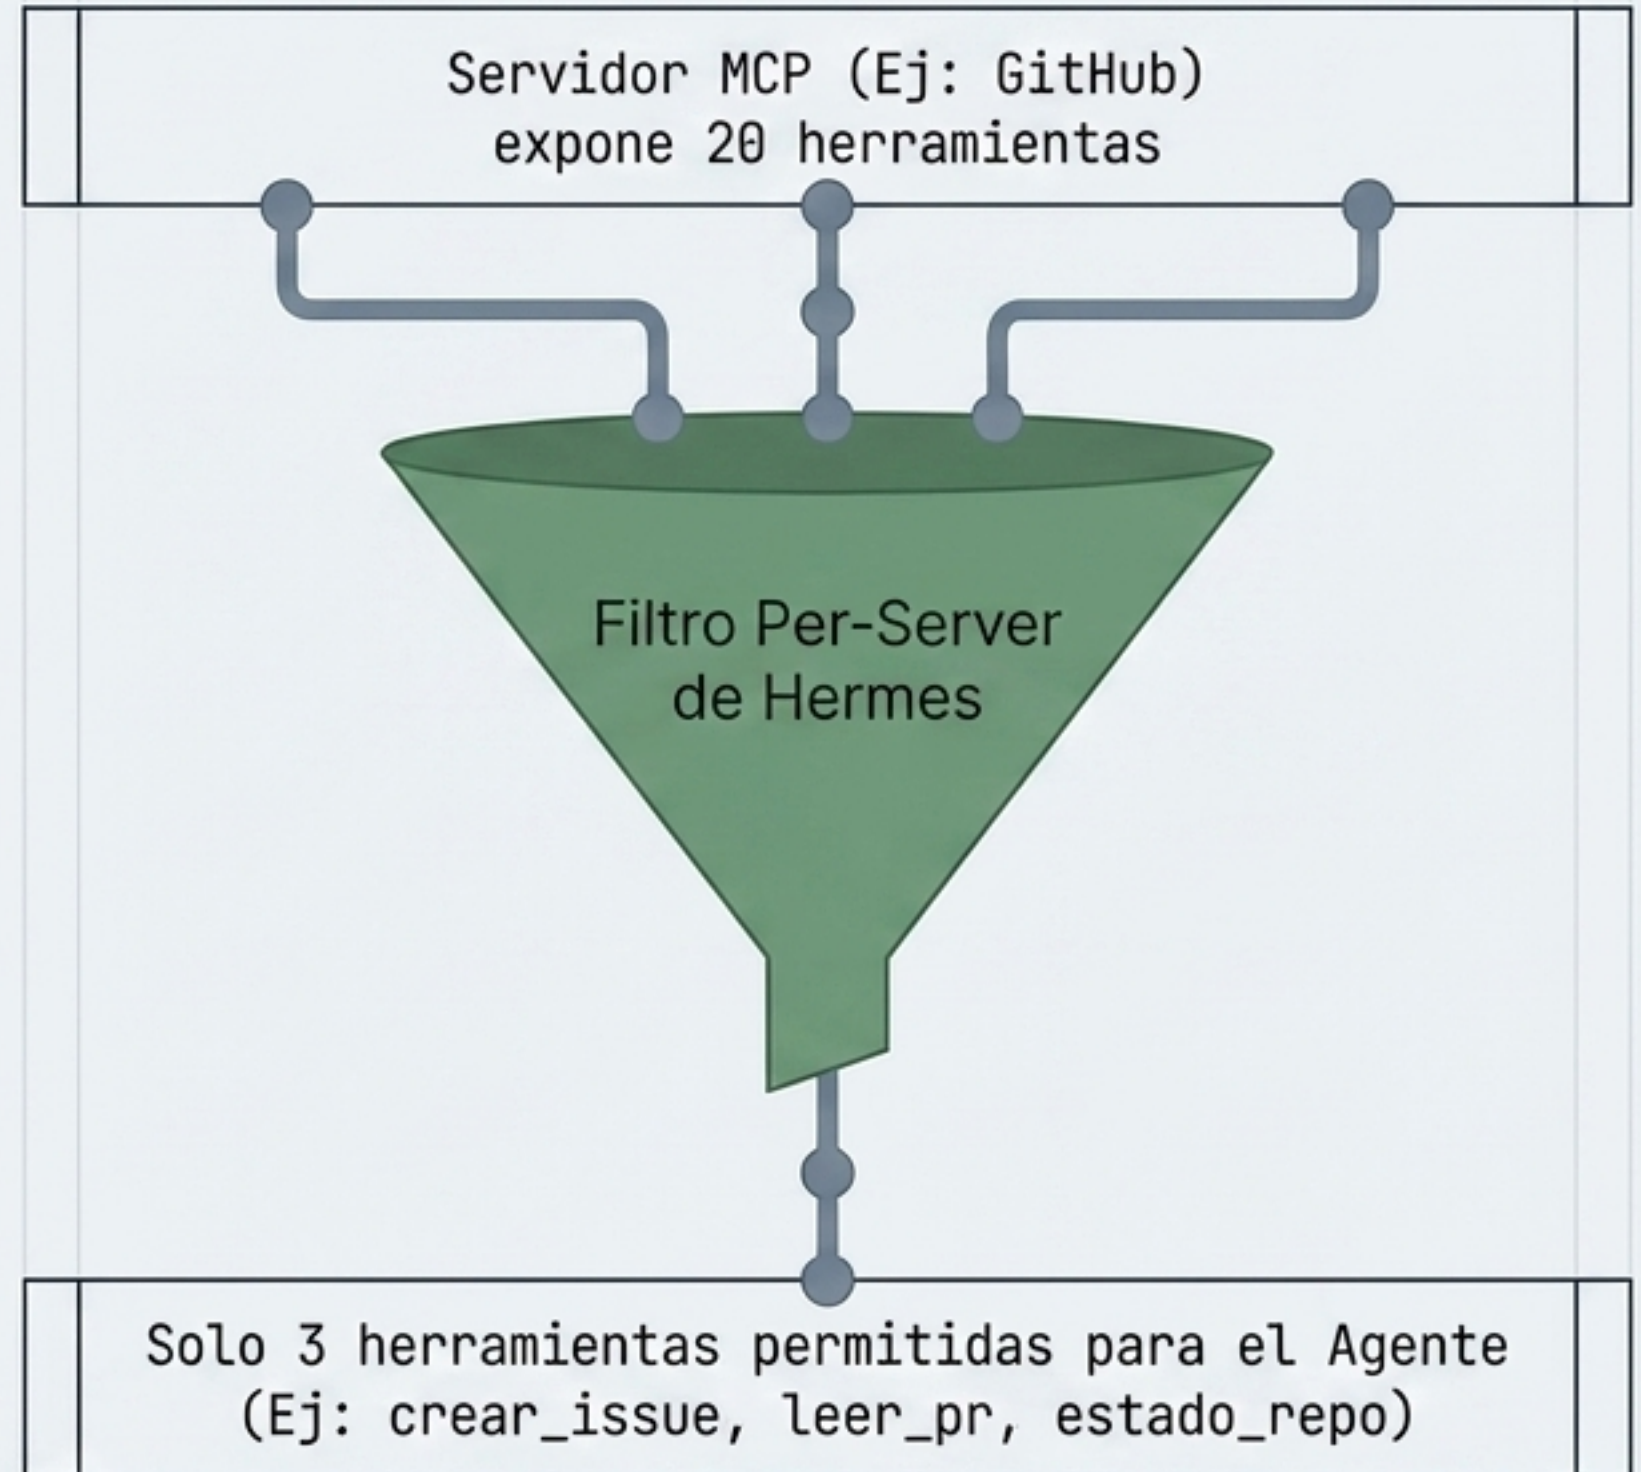 Servidor MCP (Ej: GitHub)
expone 20 herramientas
Filtro Per-Server
de Hermes
Solo 3 herramientas permitidas para el Agente
(Ej: crear_issue, leer_pr, estado_repo)